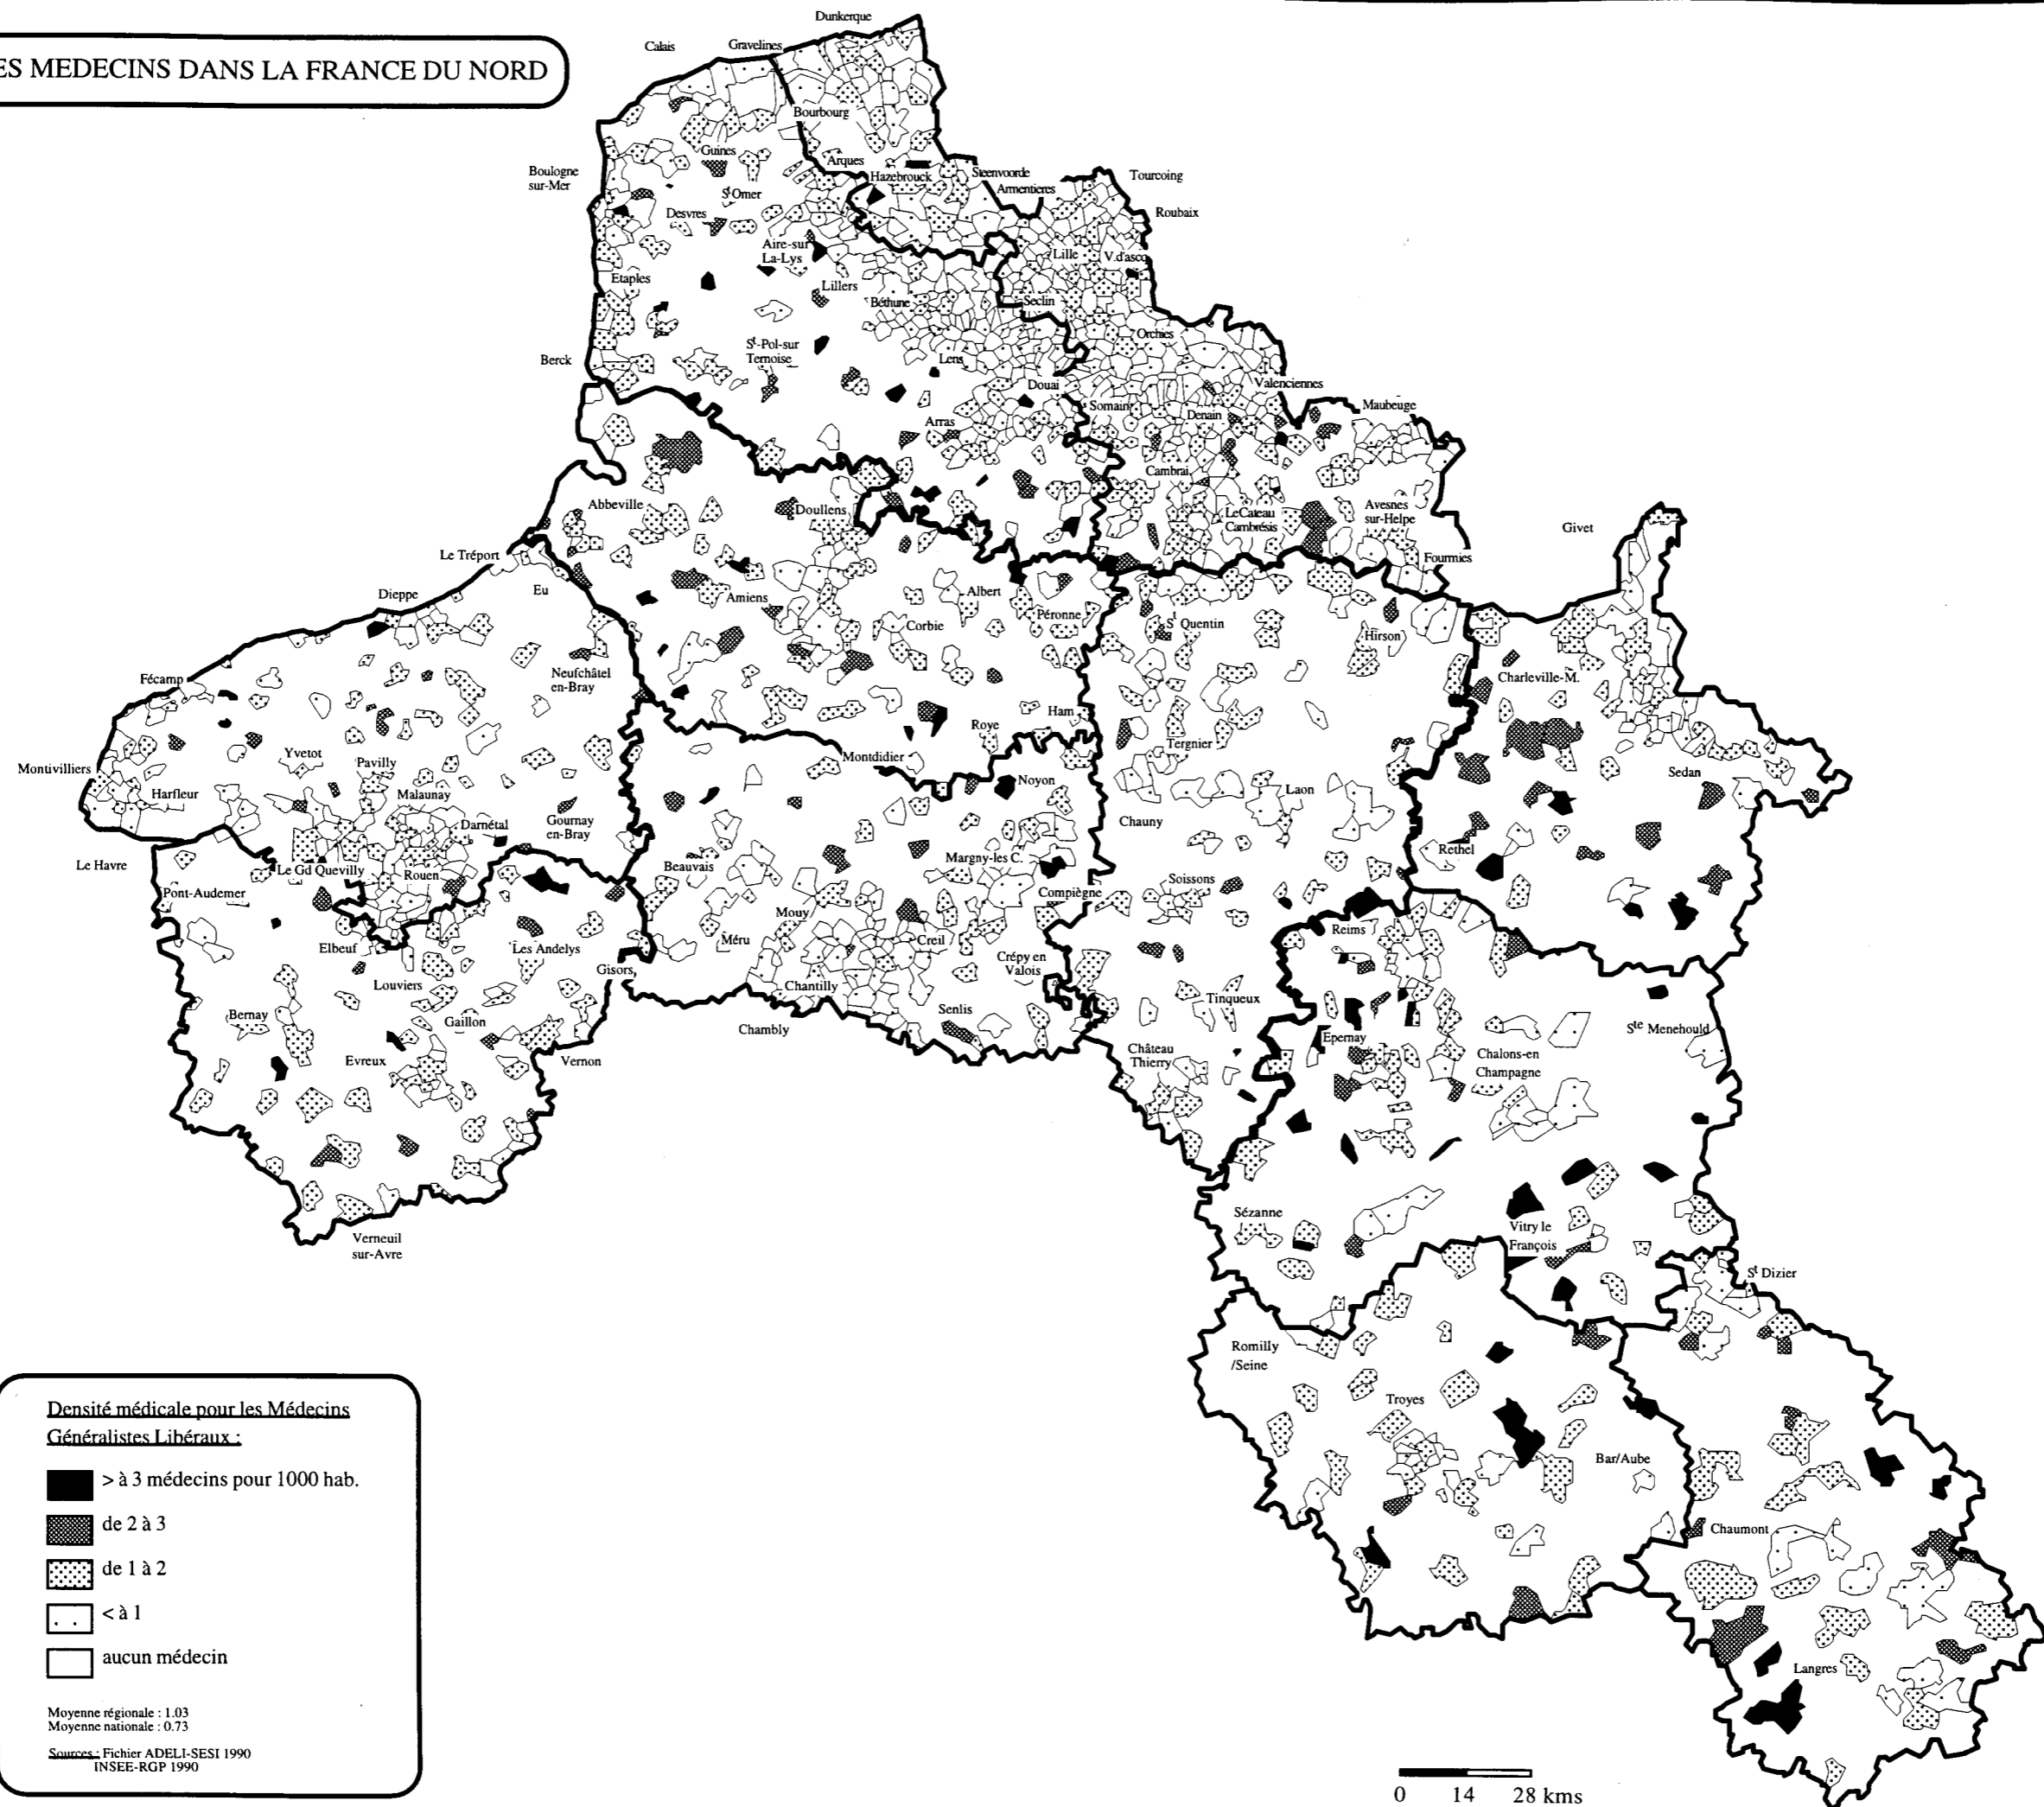 ES MEDECINS DANS LA FRANCE DU NORD
Dunkerque
Calais
Gravelines
Bourbourg
Guines
Arques
Hazebrouck
Steenvoorde
Armentieres
Tourcoing
Roubaix
Boulogne
sur-Mer
St Omer
Desvres
Aire-sur
La-Lys
Lille
V.d'ascq
Etaples
Lillers
Béthune
Seclin
Orchies
Berck
St-Pol-sur
Ternoise
Lens
Douai
Valenciennes
Somain
Denain
Maubeuge
Arras
Cambrai
Abbeville
Doullens
Le Cateau
Cambrésis
Avesnes
sur-Helpe
Givet
Le Tréport
Fourmies
Eu
Dieppe
Amiens
Albert
Péronne
Corbie
St Quentin
Hirson
Neufchâtel
en-Bray
Charleville-M.
Fécamp
Roye
Ham
Tergnier
Montdidier
Yvetot
Pavilly
Montivilliers
Harfleur
Malaunay
Noyon
Laon
Sedan
Darnétal
Gournay
en-Bray
Chauny
Rethel
Le Havre
Le Gd Quevilly
Rouen
Beauvais
Margny-les C.
Compiègne
Soissons
Pont-Audemer
Mouy
Reims
Elbeuf
Les Andelys
Méru
Creil
Crépy en
Valois
Gisors
Louviers
Chantilly
Tinqueux
Bernay
Gaillon
Senlis
Chambly
Epernay
Ste Menehould
Evreux
Vernon
Château
Thierry
Chalons-en
Champagne
Verneuil
sur-Avre
Sézanne
Vitry le
François
St Dizier
Romilly
/Seine
Troyes
Bar/Aube
Chaumont
Langres
Densité médicale pour les Médecins
Généralistes Libéraux :
> à 3 médecins pour 1000 hab.
de 2 à 3
de 1 à 2
< à 1
aucun médecin
Moyenne régionale : 1.03
Moyenne nationale : 0.73
Sources : Fichier ADELI-SESI 1990
INSEE-RGP 1990
0 14 28 kms